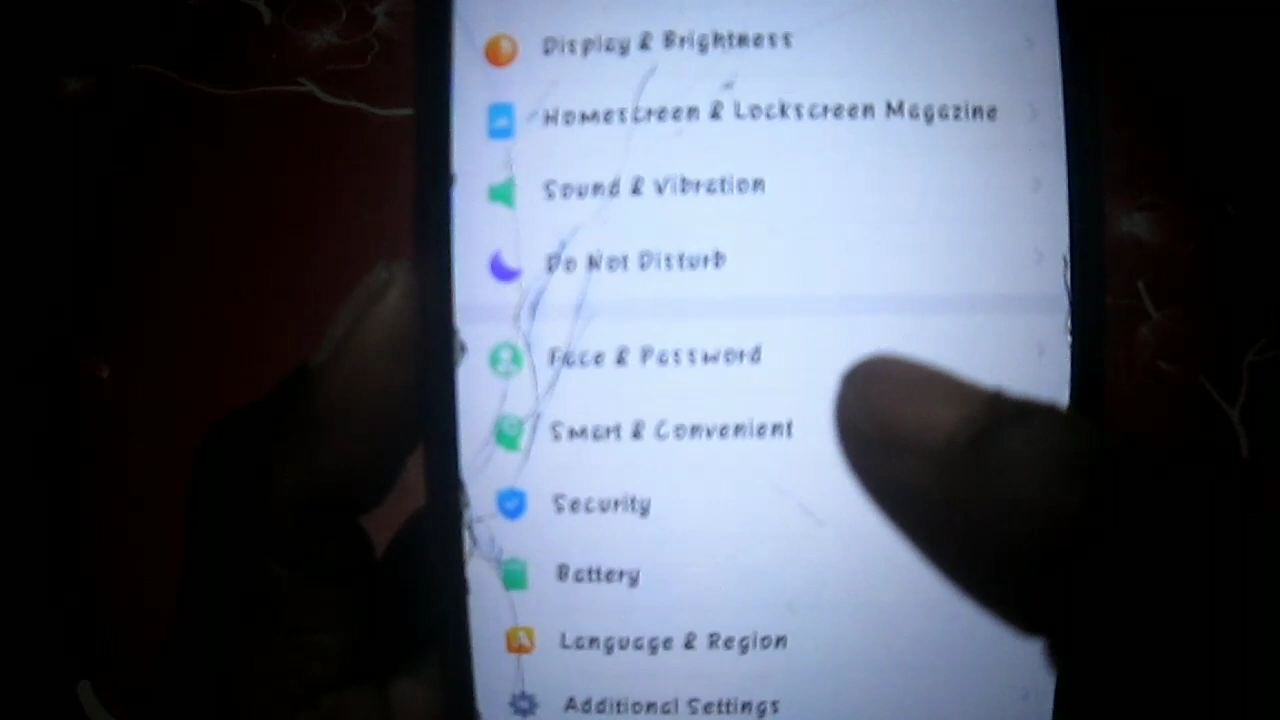 Display & Brightness
Homescreen & Lockscreen Magazine
Sound & Vibration
Do Not Disturb
Face & Password
Smart & Convenient
Security
Battery
Language & Region
Additional Settings